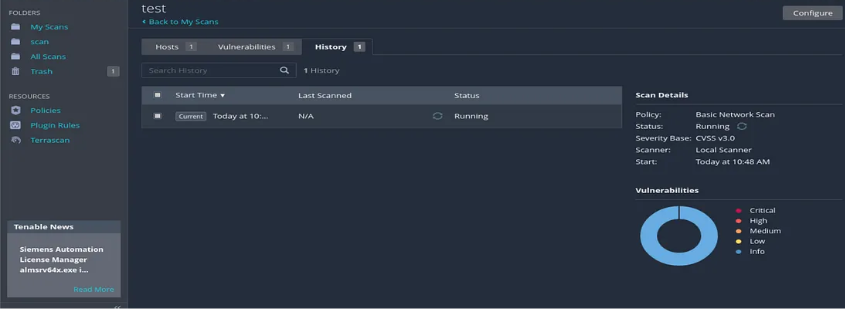 FOLDERS
My Scans
scan
All Scans
Trash 1
RESOURCES
Policies
Plugin Rules
Terrascan
Tenable News
Siemens Automation
License Manager
almsrv64x.exe i...
Read More
test
Back to My Scans
Configure
Hosts 1 Vulnerabilities 1 History 1
Search History 1 History
Start Time Last Scanned Status
Current Today at 10:... N/A Running
Scan Details
Policy: Basic Network Scan
Status: Running
Severity Base: CVSS v3.0
Scanner: Local Scanner
Start: Today at 10:48 AM
Vulnerabilities
Critical
High
Medium
Low
Info